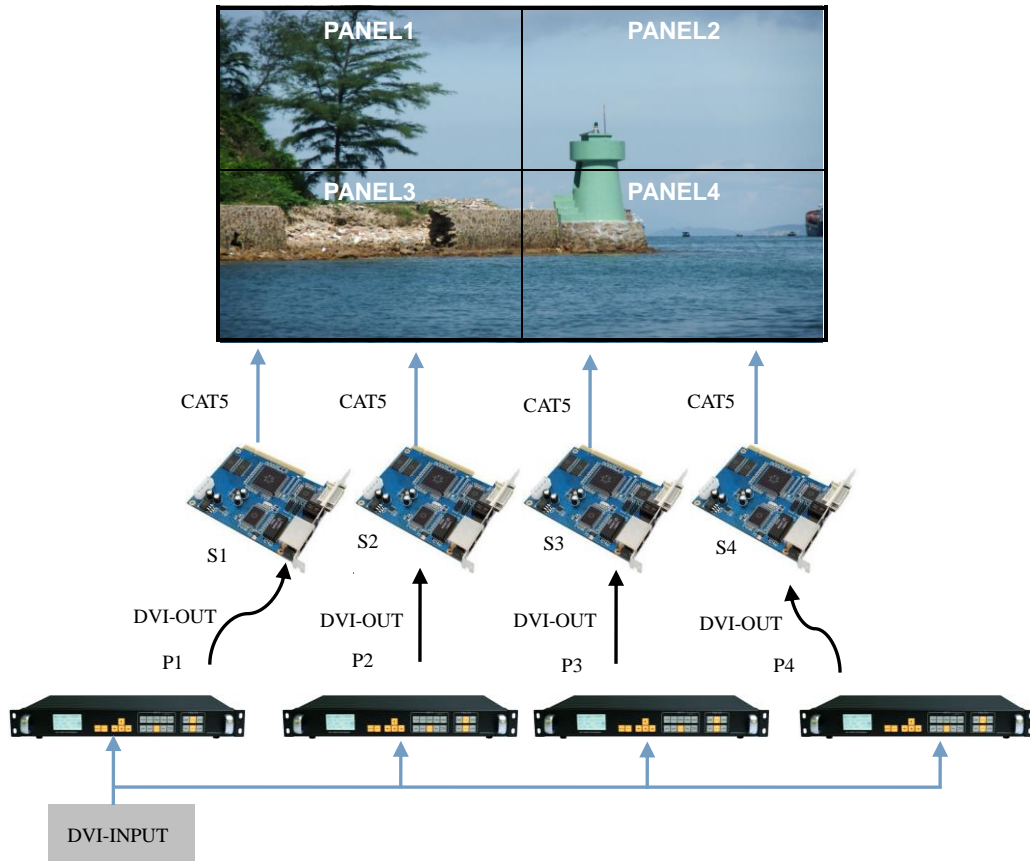 PANEL1
PANEL2
PANEL3
PANEL4
CAT5
CAT5
CAT5
CAT5
S1
S2
S3
S4
DVI-OUT
DVI-OUT
DVI-OUT
DVI-OUT
P1
P2
P3
P4
DVI-INPUT